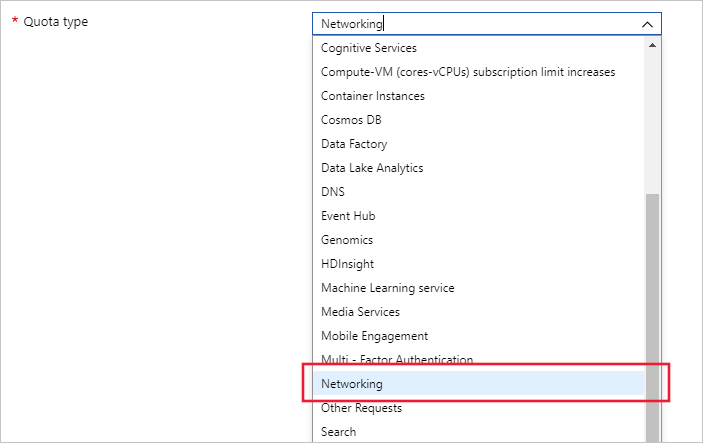 * Quota type
Networking
Cognitive Services
Compute-VM (cores-vCPUs) subscription limit increases
Container Instances
Cosmos DB
Data Factory
Data Lake Analytics
DNS
Event Hub
Genomics
HDInsight
Machine Learning service
Media Services
Mobile Engagement
Multi - Factor Authentication
Networking
Other Requests
Search